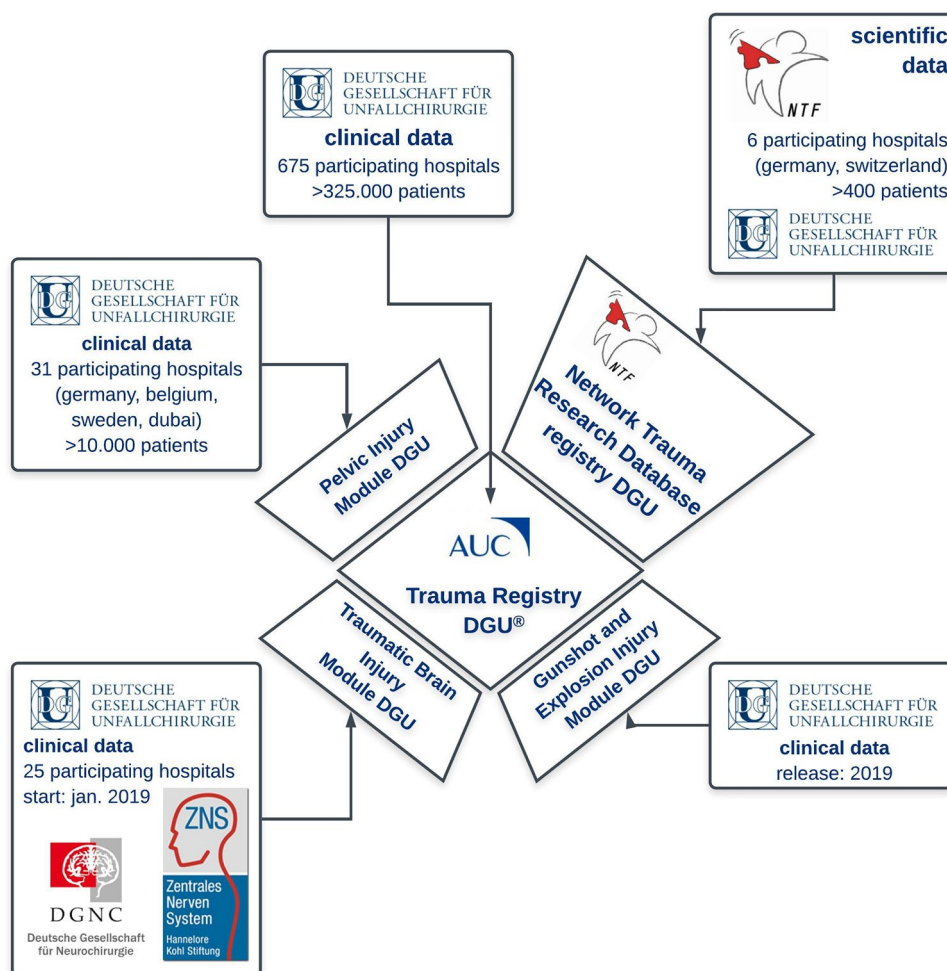 DEUTSCHE
GESELLSCHAFT FÜR
UNFALLCHIRURGIE
clinical data
675 participating hospitals
>325.000 patients
NTF
scientific
data
6 participating hospitals
(germany, switzerland)
>400 patients
DEUTSCHE
GESELLSCHAFT FÜR
UNFALLCHIRURGIE
DEUTSCHE
GESELLSCHAFT FÜR
UNFALLCHIRURGIE
clinical data
31 participating hospitals
(germany, belgium,
sweden, dubai)
>10.000 patients
Pelvic Injury
Module DGU
NTF
Network Trauma
Research Database
registry DGU
AUC
Trauma Registry
DGU®
Traumatic Brain
Injury
Module DGU
Gunshot and
Explosion Injury
Module DGU
DEUTSCHE
GESELLSCHAFT FÜR
UNFALLCHIRURGIE
clinical data
25 participating hospitals
start: jan. 2019
DGNC
Deutsche Gesellschaft
für Neurochirurgie
ZNS
Zentrales
Nerven
System
Hannelore
Kohl Stiftung
DEUTSCHE
GESELLSCHAFT FÜR
UNFALLCHIRURGIE
clinical data
release: 2019